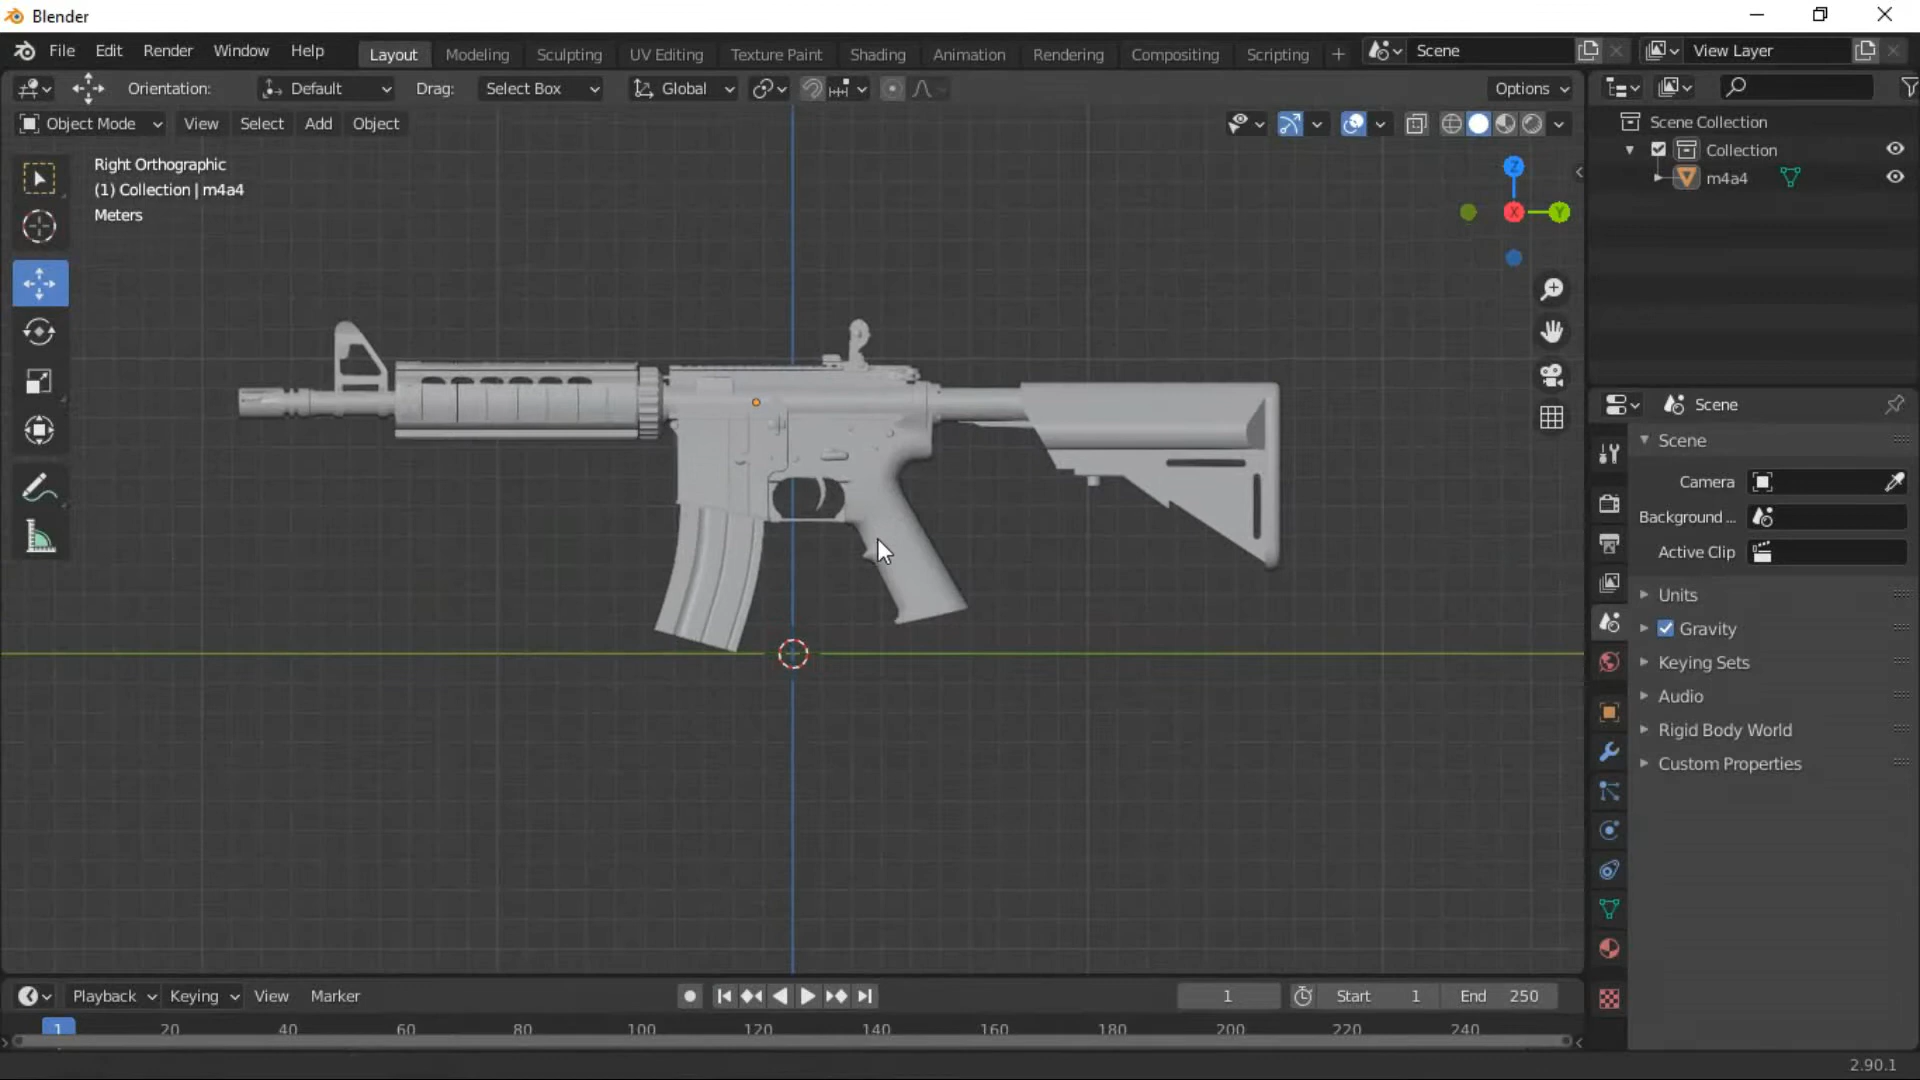 Blender
File Edit Render Window Help Layout Modeling Sculpting UV Editing Texture Paint Shading Animation Rendering Compositing Scripting + Scene View Layer
Orientation: Default Drag: Select Box Global Options
Object Mode View Select Add Object
Right Orthographic
(1) Collection | m4a4
Meters
Z
X
Y
Scene Collection
Collection
m4a4
Scene
Scene
Camera
Background ...
Active Clip
Units
Gravity
Keying Sets
Audio
Rigid Body World
Custom Properties
Playback Keying View Marker 1 Start 1 End 250
1 20 40 60 80 100 120 140 160 180 200 220 240
2.90.1